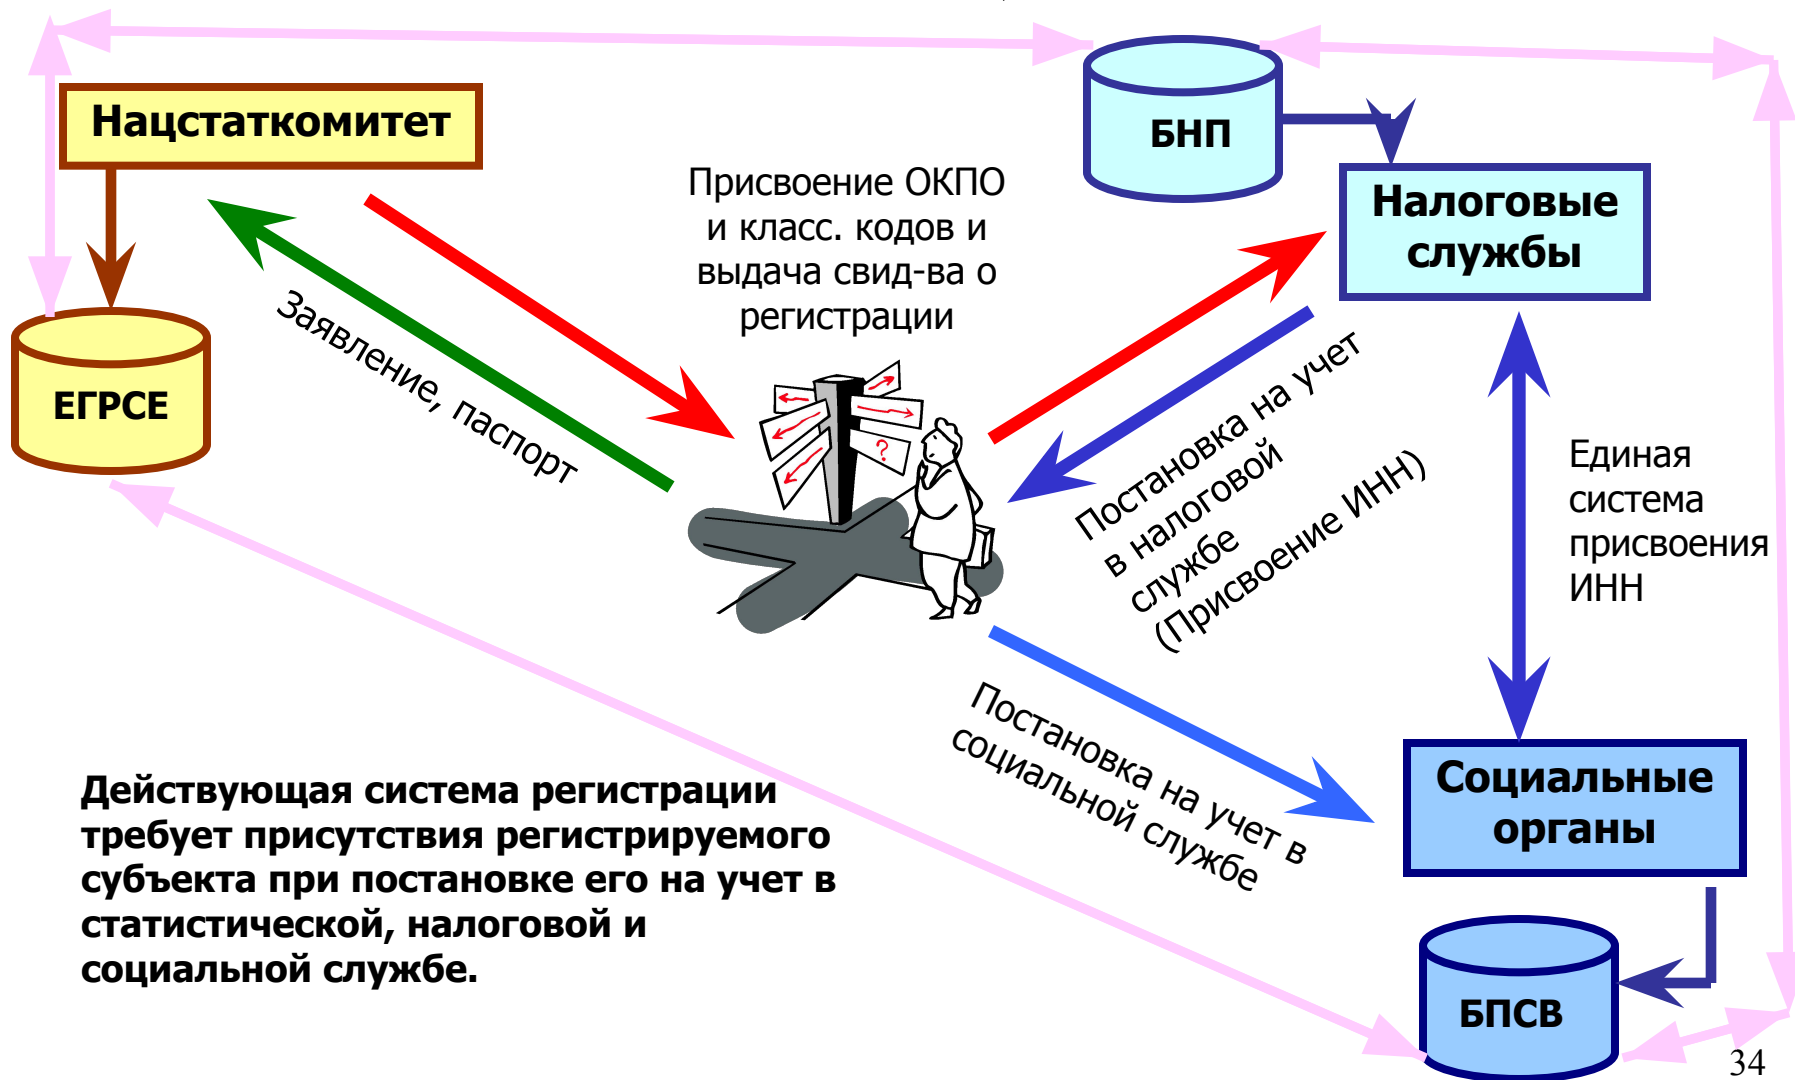 Нацстаткомитет
БНП
Присвоение ОКПО
и класс. кодов и
выдача свид-ва о
регистрации
Налоговые
службы
ЕГРСЕ
Заявление, паспорт
?
Постановка на учет
в налоговой
службе
(Присвоение ИНН)
Единая
система
присвоения
ИНН
Постановка на учет в
социальной службе
Социальные
органы
Действующая система регистрации
требует присутствия регистрируемого
субъекта при постановке его на учет в
статистической, налоговой и
социальной службе.
БПСВ
34